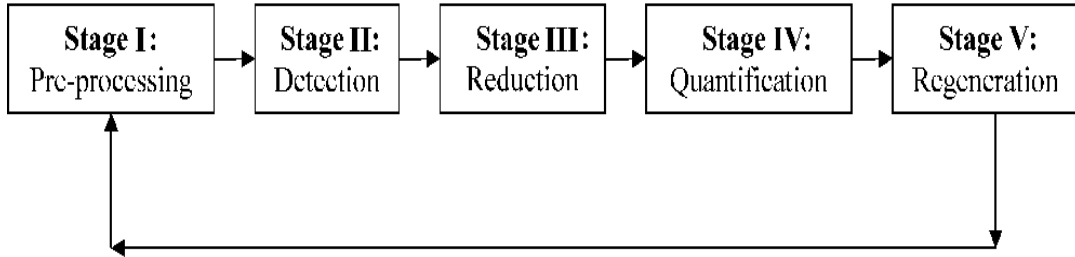 Stage I:
Pre-processing
Stage II:
Detection
Stage III:
Reduction
Stage IV:
Quantification
Stage V:
Regeneration